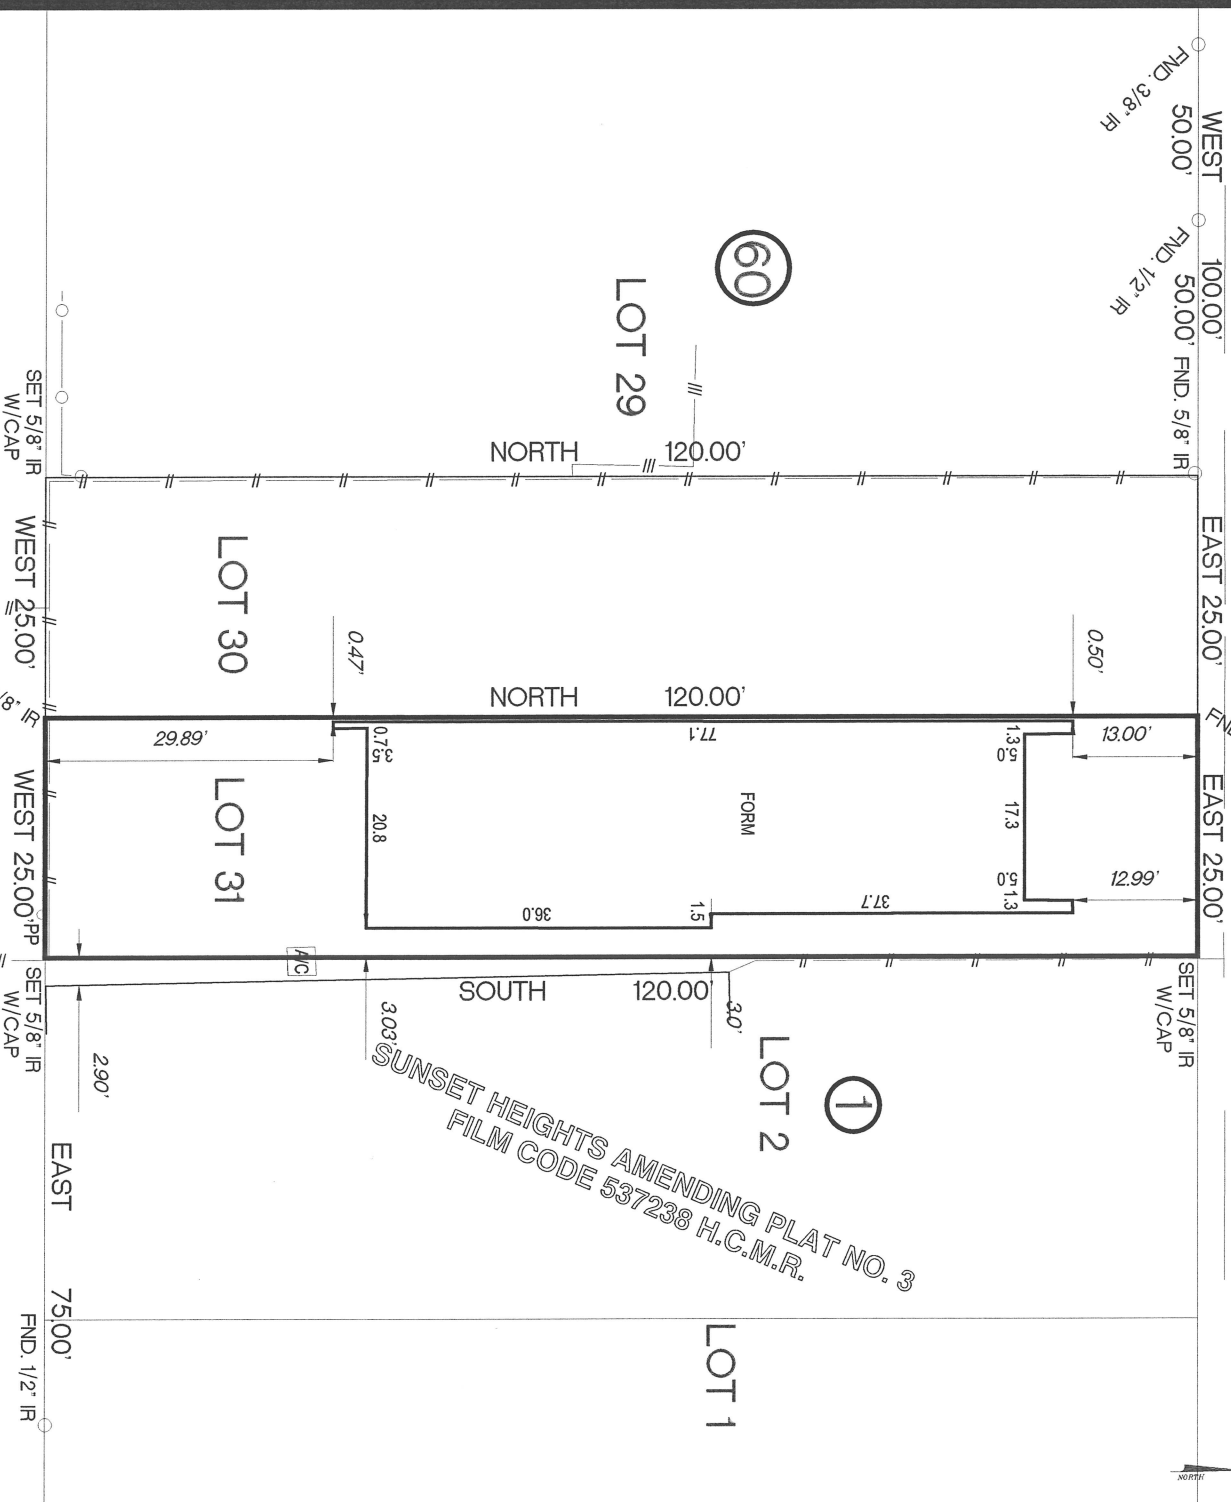 WEST 100.00'
50.00'
50.00'
FND. 3/8" IR
FND. 1/2" IR
FND. 5/8" IR
EAST 25.00'
EAST 25.00'
60
LOT 29
NORTH 120.00'
SET 5/8" IR
W/CAP
WEST 25.00'
LOT 30
0.47'
0.50'
NORTH 120.00'
/8" IR
29.89'
0.7
3.5
77.1
1.3
5.0
13.00'
WEST 25.00'
PP
LOT 31
20.8
FORM
17.3
5.0
1.3
12.99'
36.0
1.5
37.7
A/C
SOUTH 120.00'
3.03'
3.0'
2.90'
SET 5/8" IR
W/CAP
SET 5/8" IR
W/CAP
LOT 2
1
SUNSET HEIGHTS AMENDING PLAT NO. 3
FILM CODE 537238 H.C.M.R.
EAST 75.00'
FND. 1/2" IR
LOT 1
NORTH